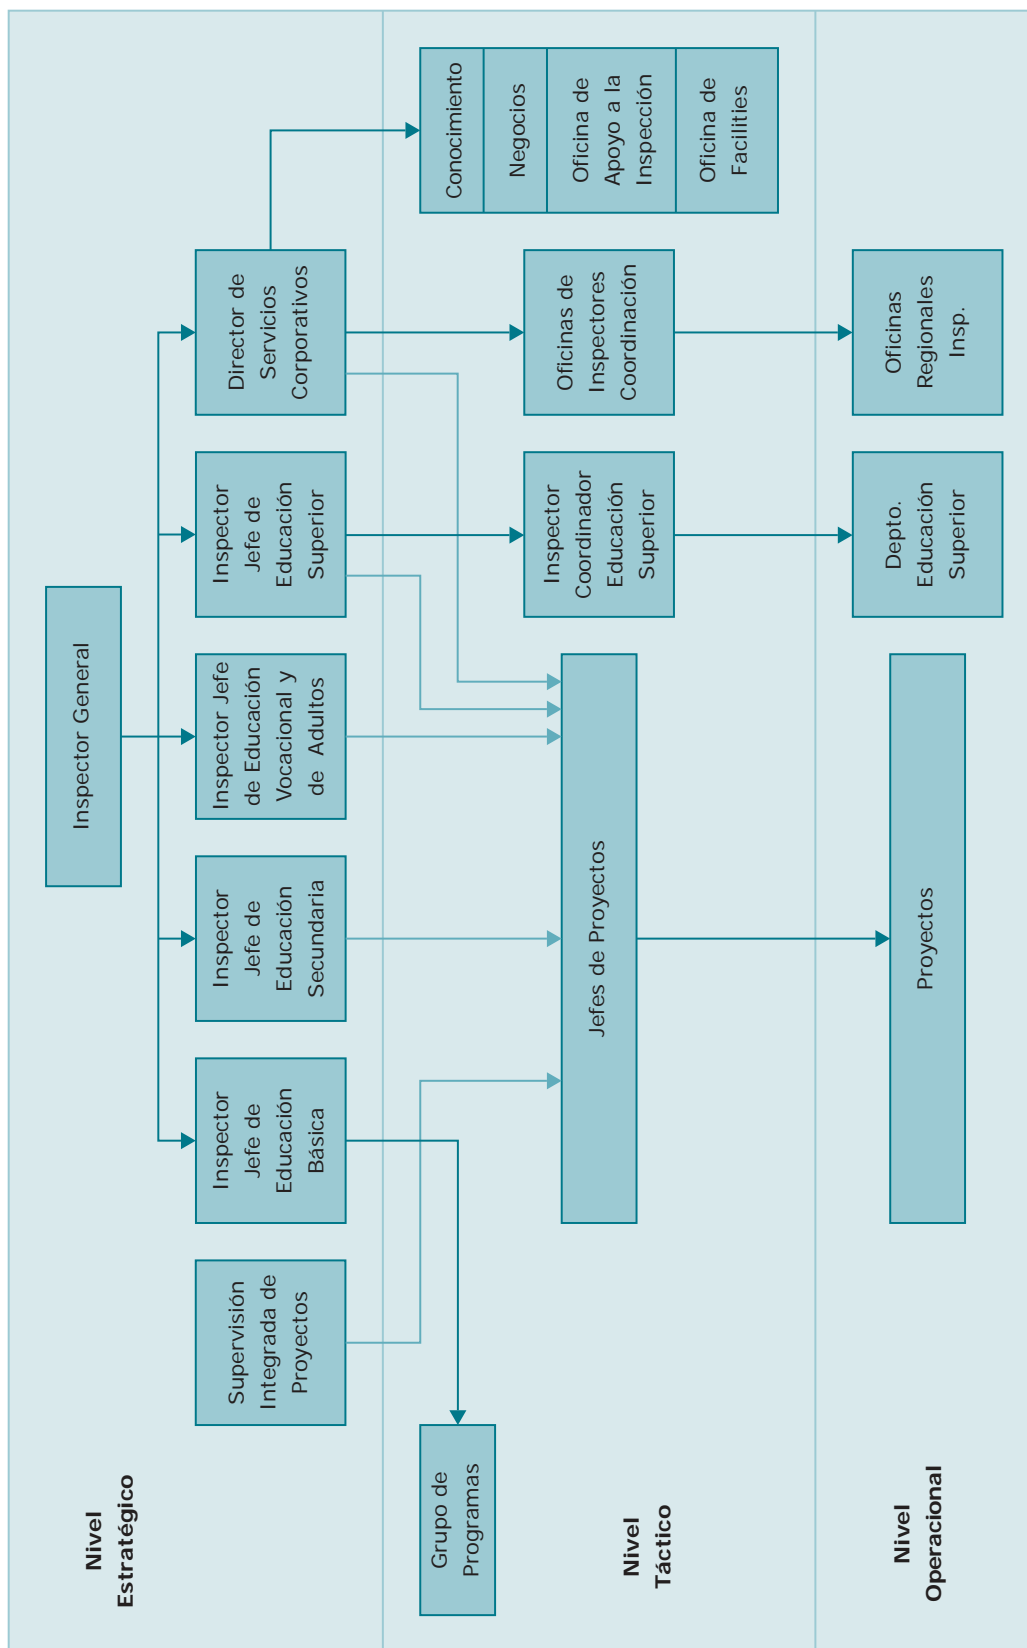 Nivel
Estratégico
Inspector General
Supervisión
Integrada de
Proyectos
Inspector
Jefe de
Educación
Básica
Inspector
Jefe de
Educación
Secundaria
Inspector Jefe
de Educación
Vocacional y
de Adultos
Inspector
Jefe de
Educación
Superior
Director de
Servicios
Corporativos
Nivel
Táctico
Grupo de
Programas
Jefes de Proyectos
Inspector
Coordinador
Educación
Superior
Oficinas de
Inspectores
Coordinación
Conocimiento
Negocios
Oficina de
Apoyo a la
Inspección
Oficina de
Facilities
Nivel
Operacional
Proyectos
Depto.
Educación
Superior
Oficinas
Regionales
Insp.